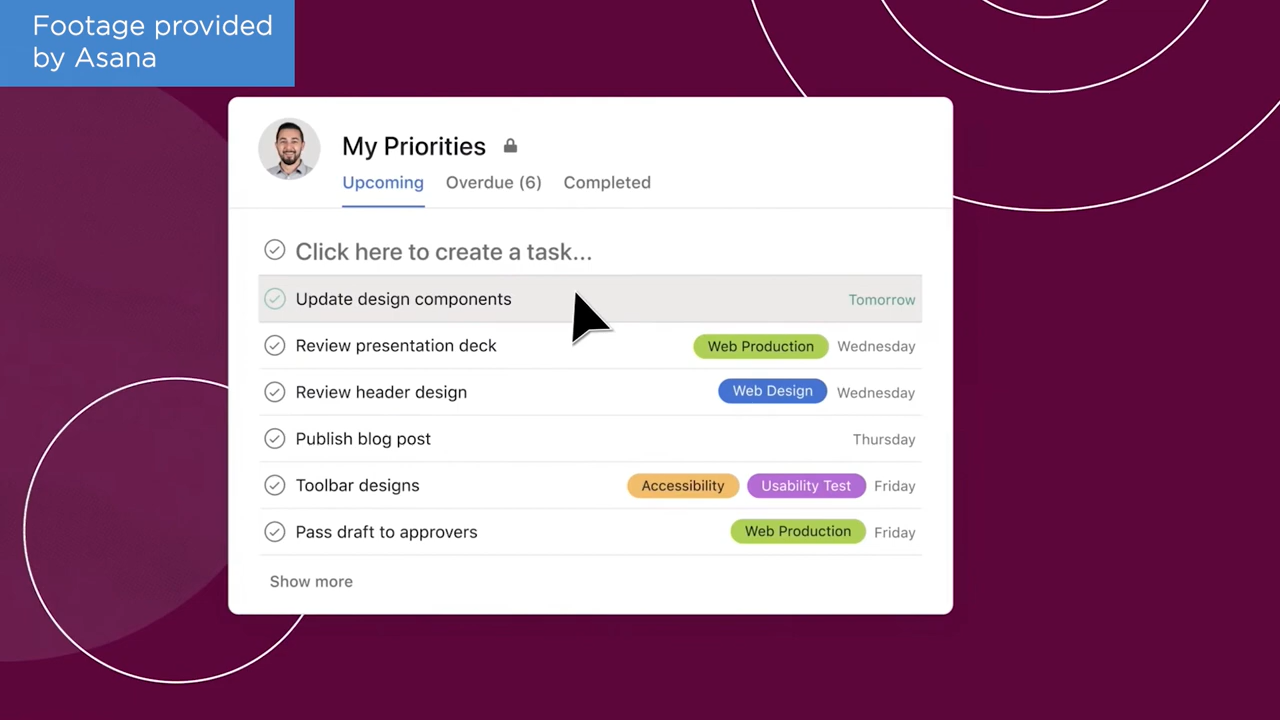 Footage provided
by Asana
My Priorities
Upcoming Overdue (6) Completed
Click here to create a task...
Update design components Tomorrow
Review presentation deck Web Production Wednesday
Review header design Web Design Wednesday
Publish blog post Thursday
Toolbar designs Accessibility Usability Test Friday
Pass draft to approvers Web Production Friday
Show more